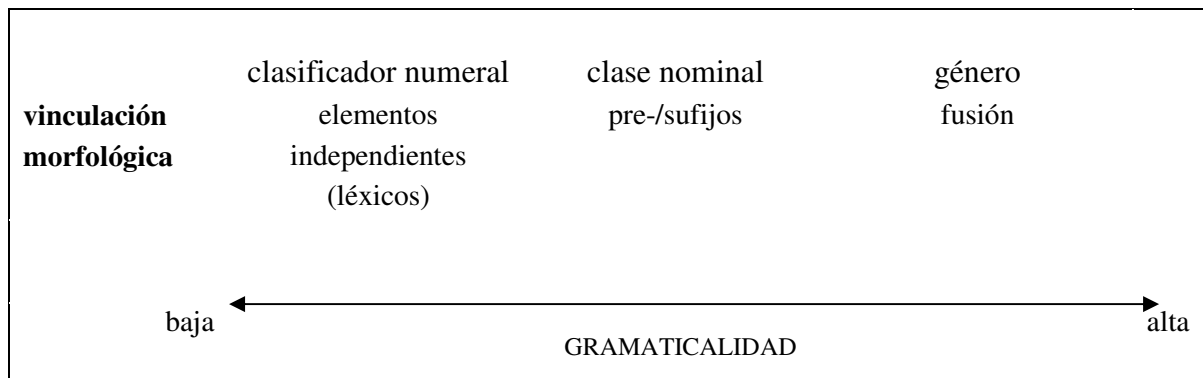 clasificador numeral clase nominal género
vinculación elementos pre-/sufijos fusión
morfológica independientes
(léxicos)
baja alta
GRAMATICALIDAD